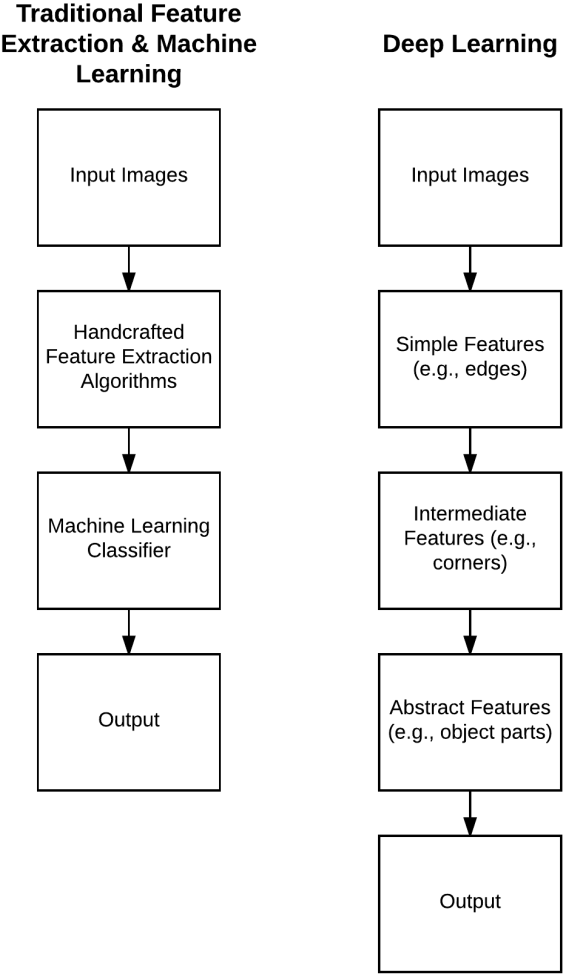 Traditional Feature
Extraction & Machine
Learning
Input Images
Handcrafted
Feature Extraction
Algorithms
Machine Learning
Classifier
Output
Deep Learning
Input Images
Simple Features
(e.g., edges)
Intermediate
Features (e.g.,
corners)
Abstract Features
(e.g., object parts)
Output